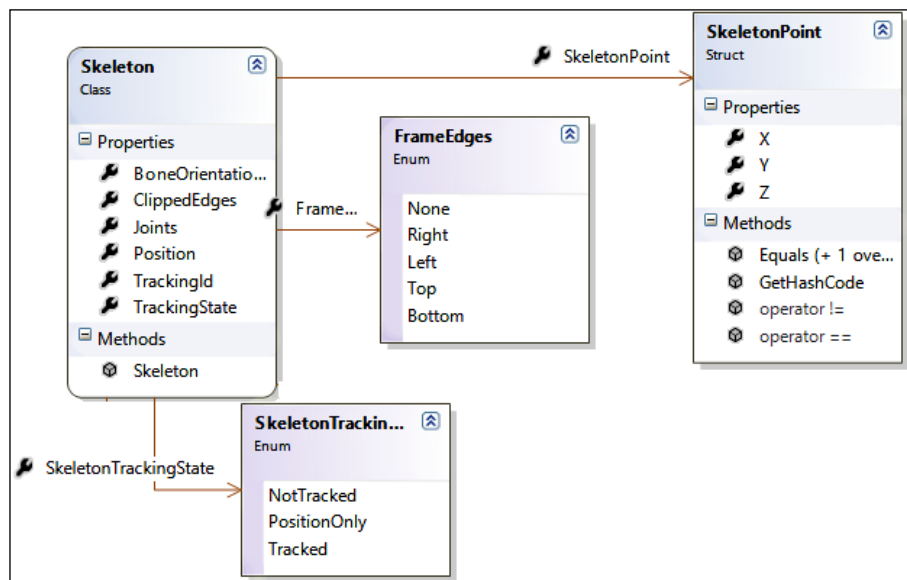 Skeleton
Class
Properties
BoneOrientatio...
ClippedEdges
Joints
Position
TrackingId
TrackingState
Methods
Skeleton
SkeletonPoint
SkeletonPoint
Struct
Properties
X
Y
Z
Methods
Equals (+ 1 ove...
GetHashCode
operator !=
operator ==
Frame...
FrameEdges
Enum
None
Right
Left
Top
Bottom
SkeletonTrackingState
SkeletonTrackin...
Enum
NotTracked
PositionOnly
Tracked